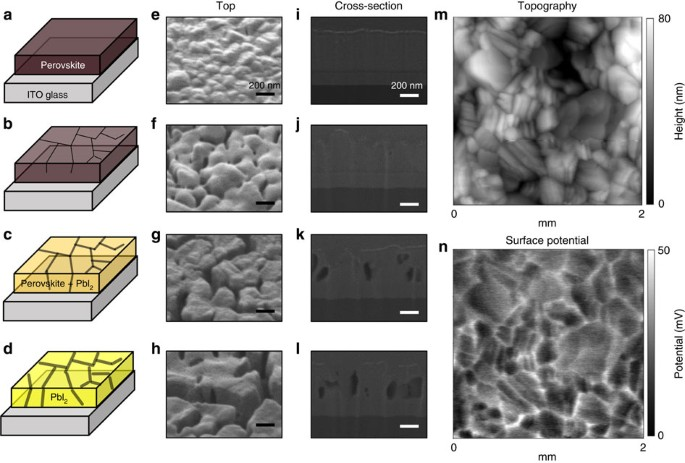 a
Perovskite
ITO glass
b
c
Perovskite + PbI2
d
PbI2
Top
e
200 nm
f
g
h
Cross-section
i
200 nm
j
k
l
m
Topography
80
Height (nm)
0
0
2
mm
n
Surface potential
50
Potential (mV)
0
0
2
mm